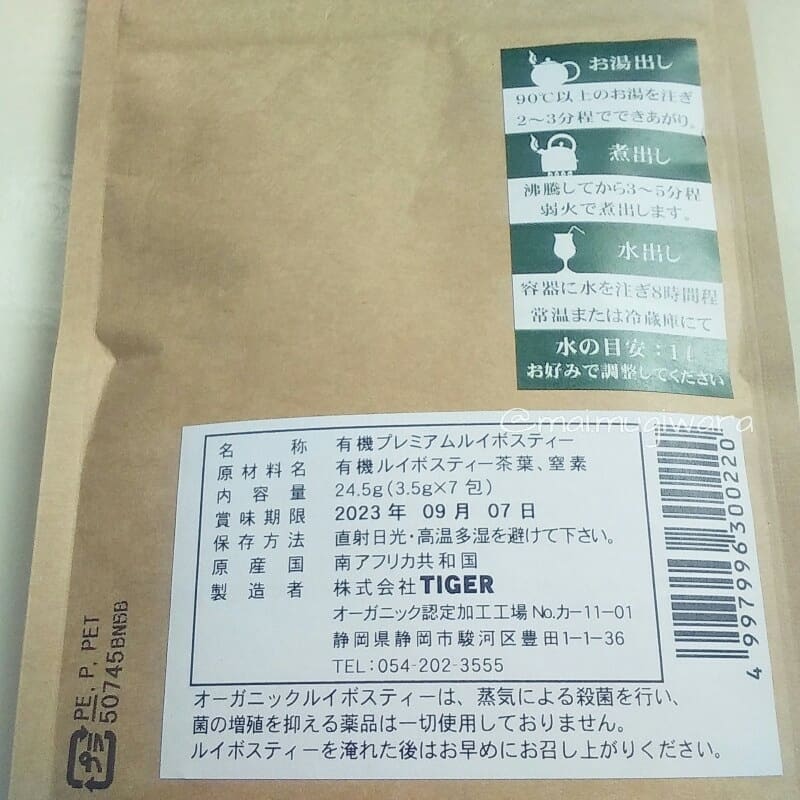 お湯出し
90℃以上のお湯を注ぎ
2〜3分程でできあがり。
煮出し
沸騰してから3〜5分程
弱火で煮出します。
水出し
容器に水を注ぎ8時間程
常温または冷蔵庫にて
水の目安：1ℓ
お好みで調整してください
@maimugiwara
名称 有機プレミアムルイボスティー
原材料名 有機ルイボスティー茶葉、窒素
内容量 24.5g(3.5g×7包)
賞味期限 2023年 09月 07日
保存方法 直射日光・高温多湿を避けて下さい。
原産国 南アフリカ共和国
製造者 株式会社TIGER
オーガニック認定加工工場No.カー11-01
静岡県静岡市駿河区豊田1-1-36
TEL:054-202-3555
4 997996 300220
オーガニックルイボスティーは、蒸気による殺菌を行い、
菌の増殖を抑える薬品は一切使用しておりません。
ルイボスティーを淹れた後はお早めにお召し上がりください。
プラ
PE, P, PET
50745BNBB